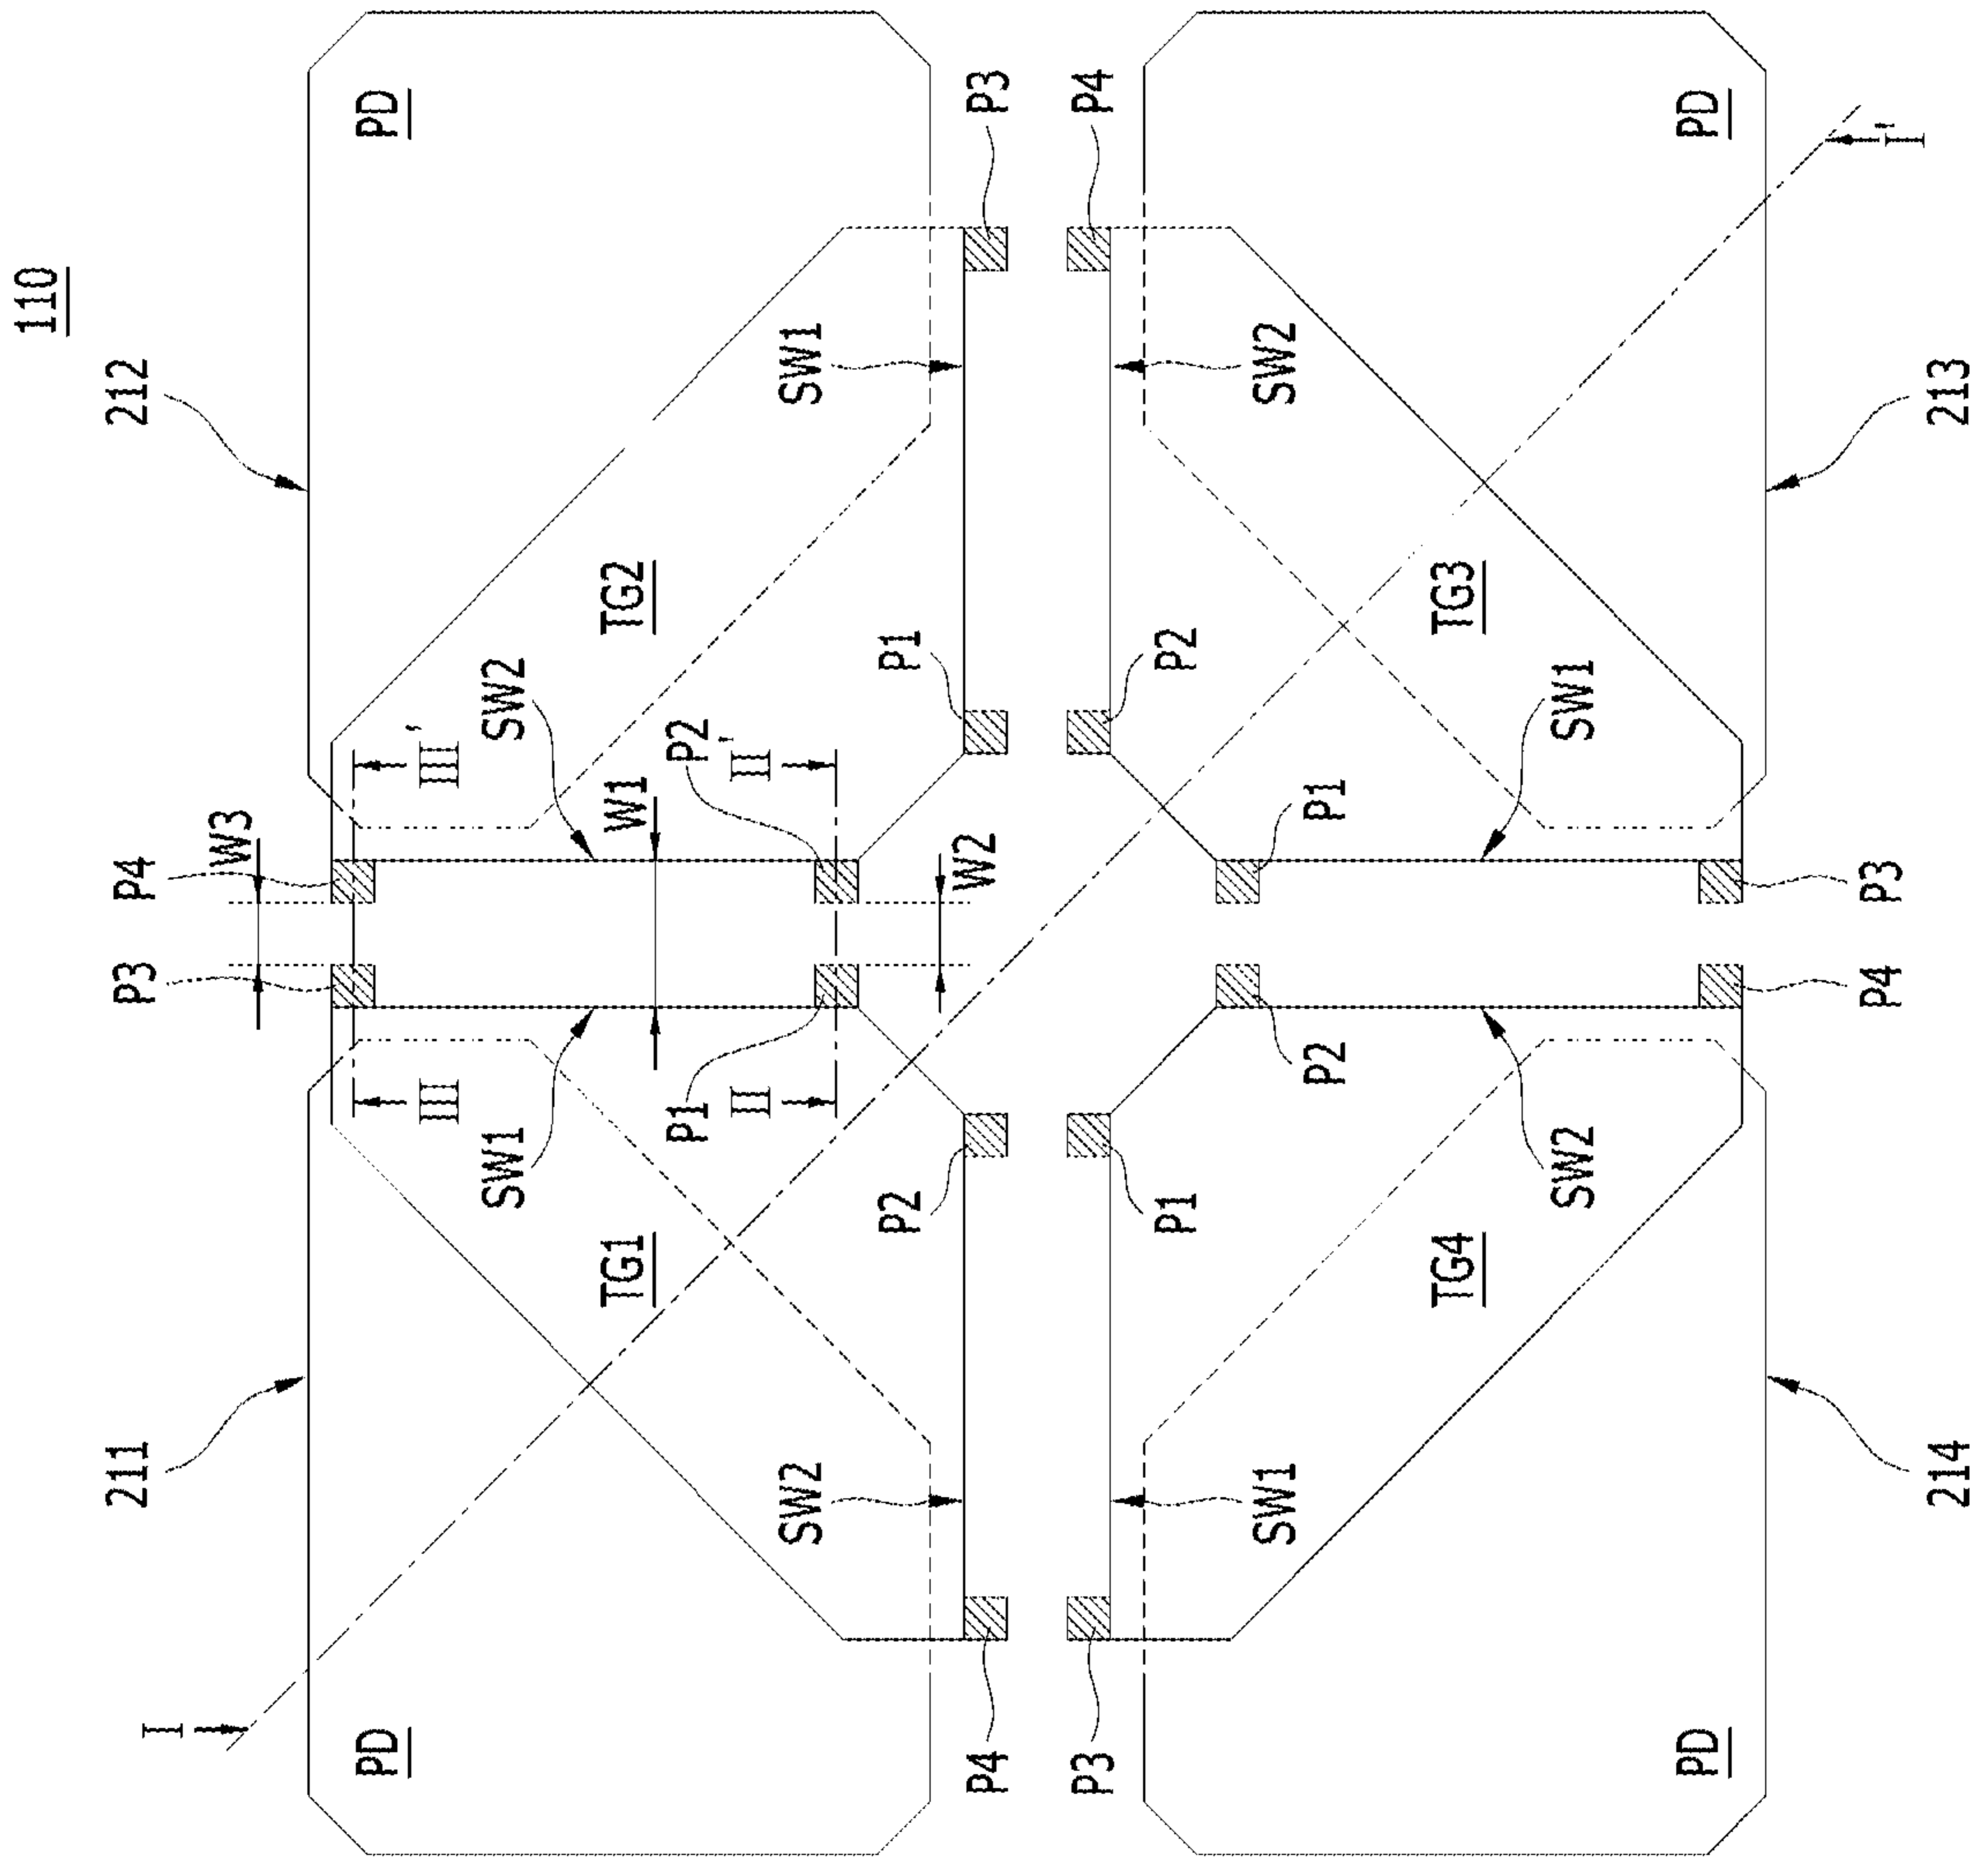 110
211
P3
P4
212
I
W3
PD
PD
III
III'
SW1
SW2
TG1
W1
TG2
P1
P2
II
II'
SW2
SW1
P2
P1
W2
P4
P3
P3
P4
P1
P2
SW1
SW2
P2
P1
TG4
TG3
SW2
SW1
PD
PD
P4
P3
I'
214
213